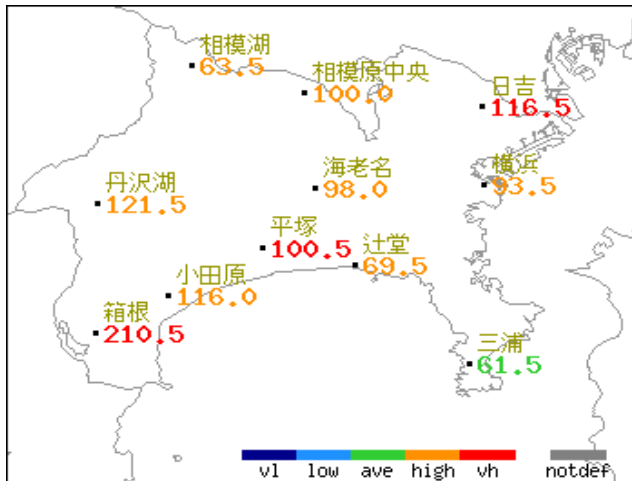 相模湖
63.5
相模原中央
100.0
日吉
116.5
丹沢湖
121.5
海老名
98.0
横浜
93.5
平塚
100.5
辻堂
69.5
小田原
116.0
箱根
210.5
三浦
61.5
vl low ave high vh notdef